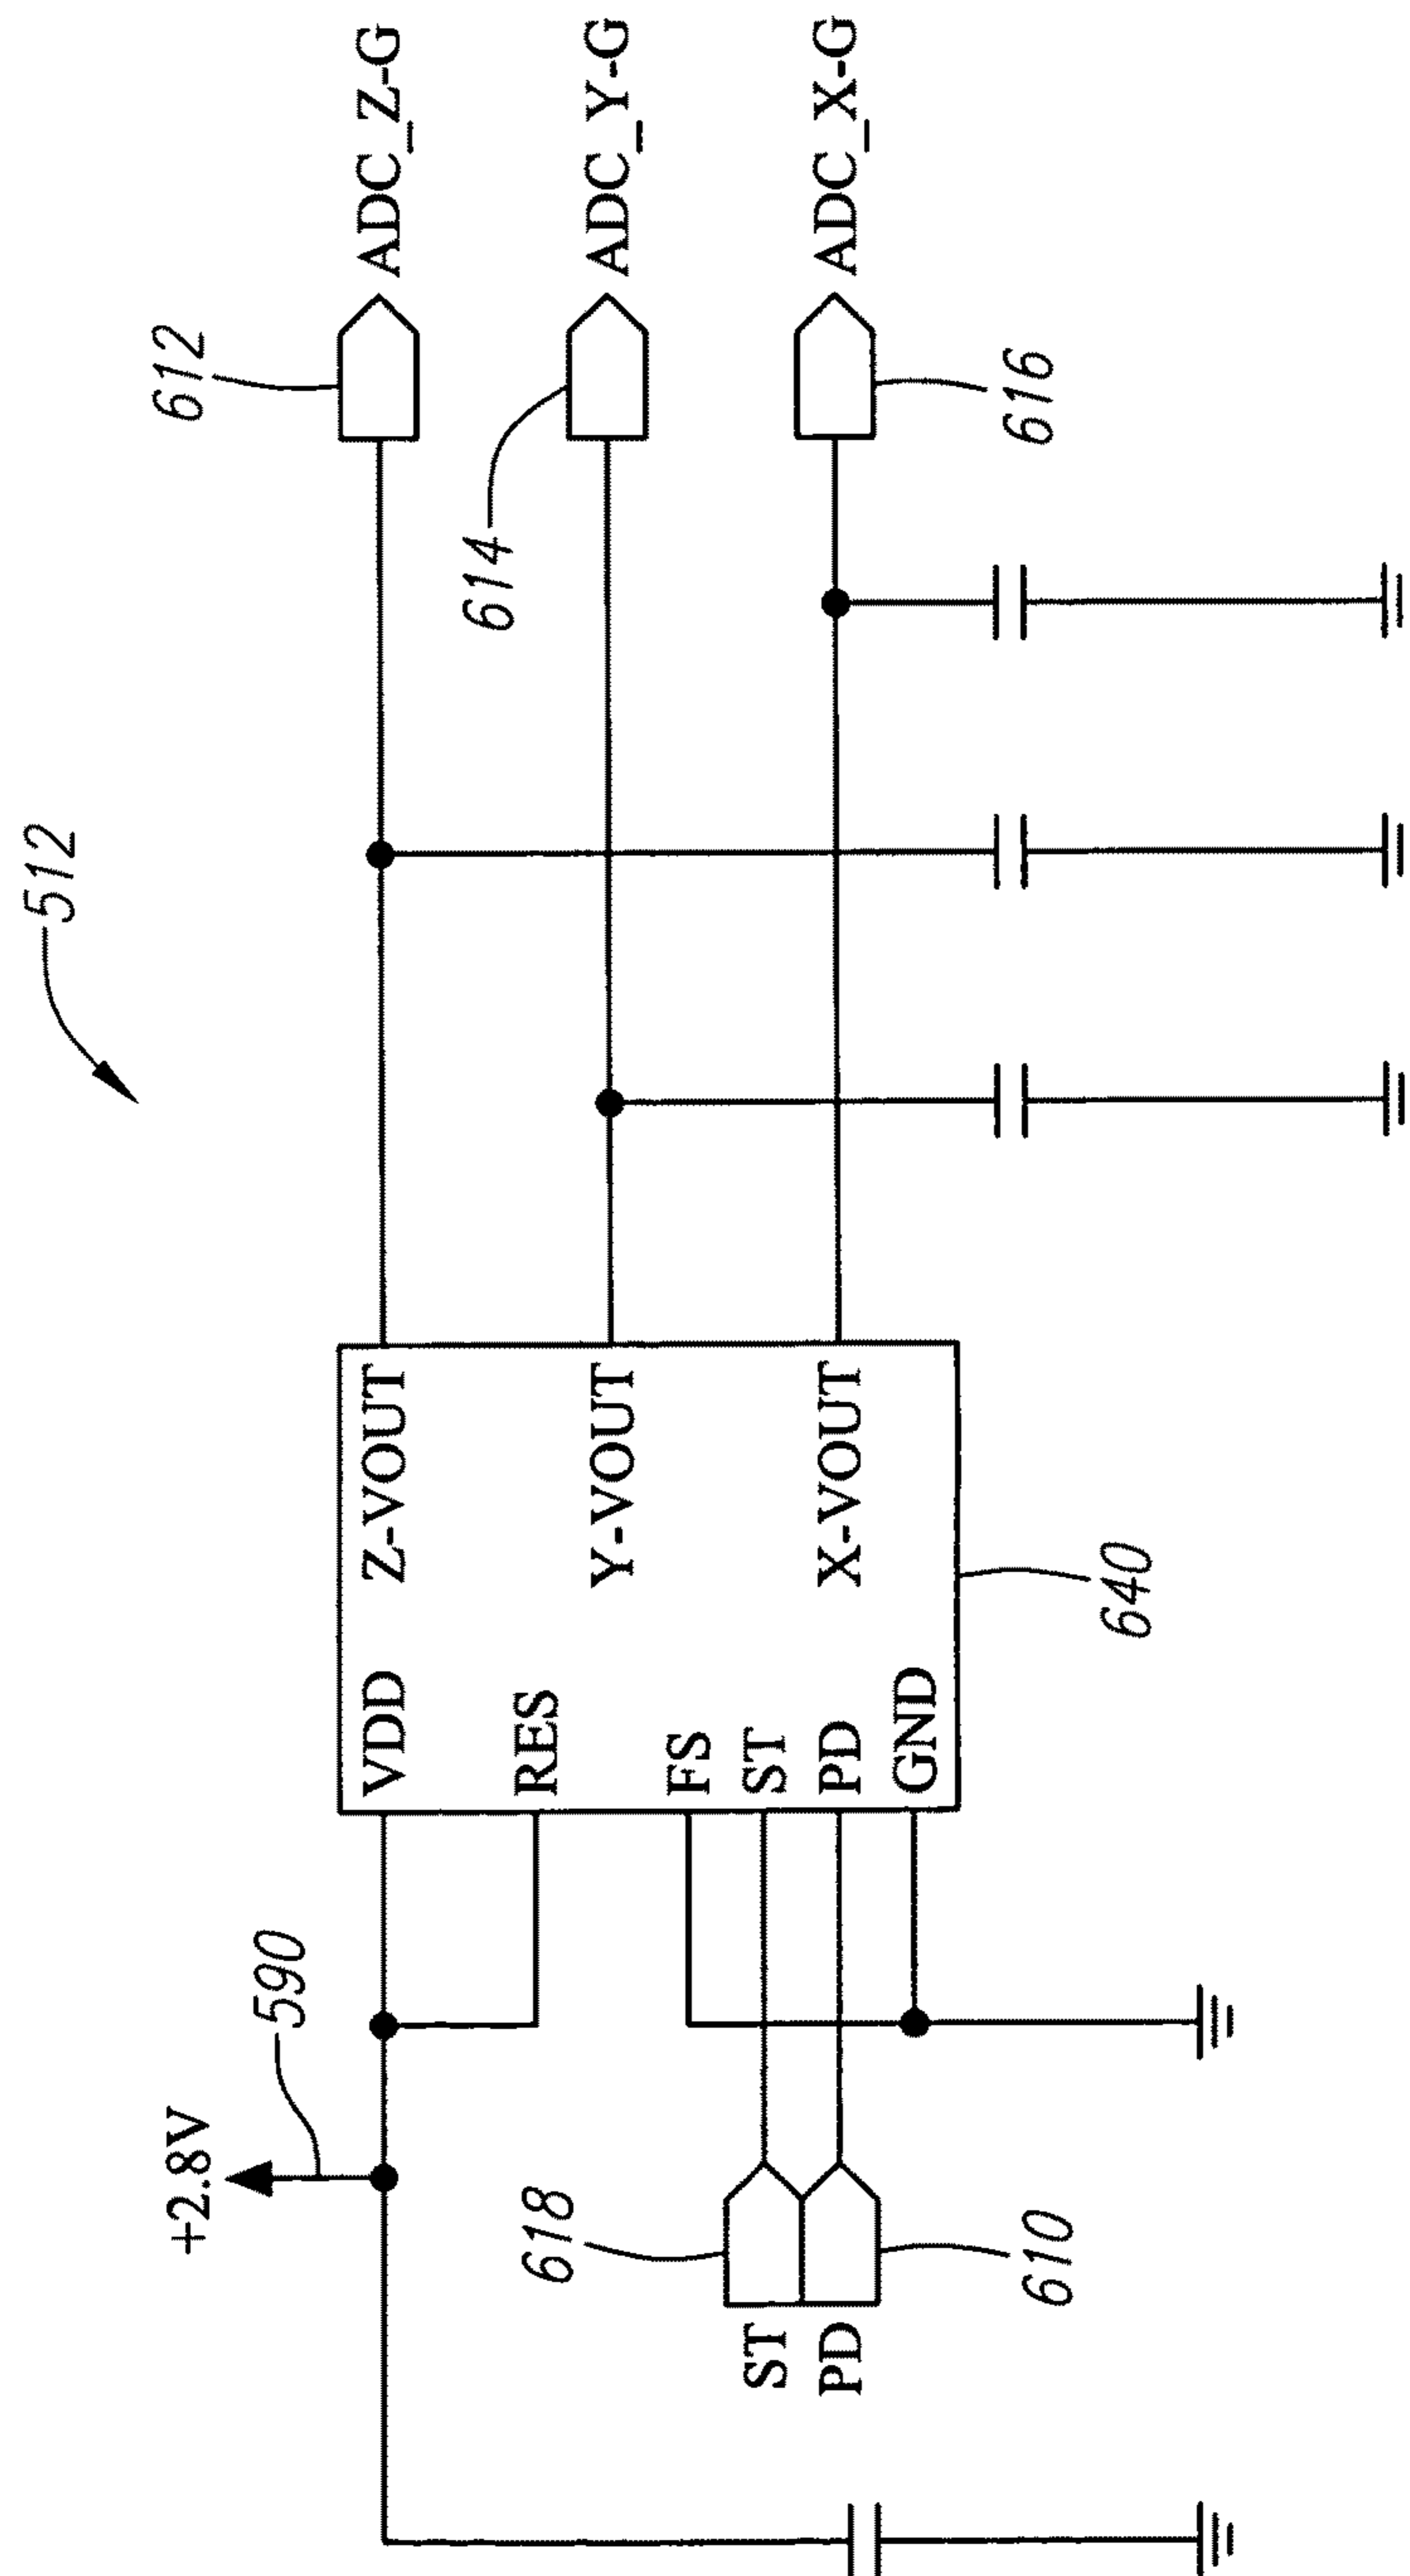 512
612
ADC_Z-G
614
ADC_Y-G
616
ADC_X-G
+2.8V
590
VDD
Z-VOUT
RES
Y-VOUT
FS
ST
PD
X-VOUT
GND
640
618
ST
PD
610